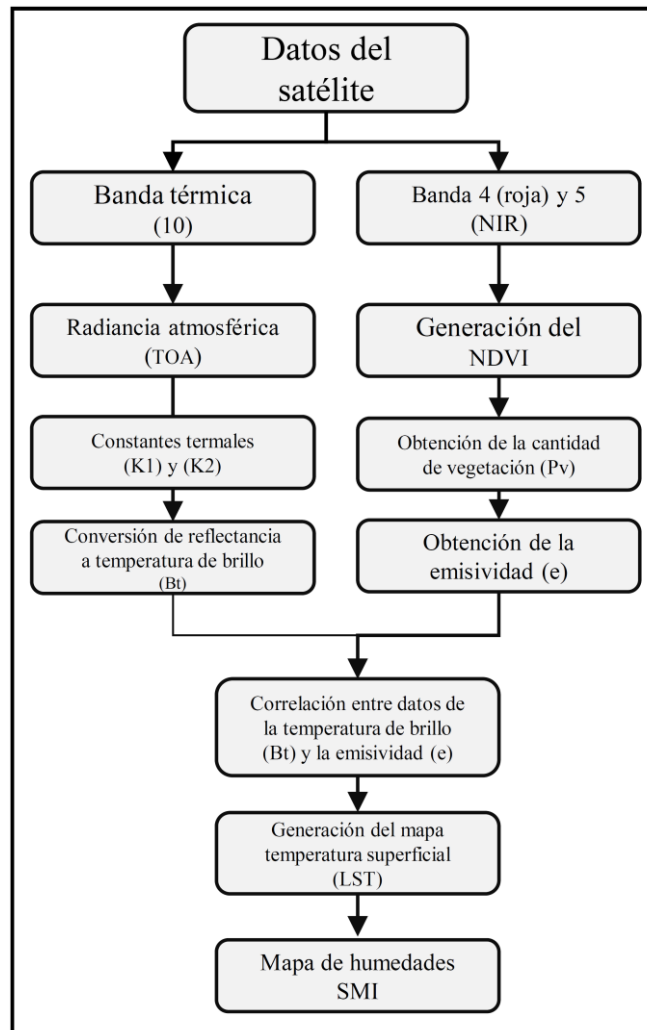 Datos del
satélite
Banda térmica
(10)
Banda 4 (roja) y 5
(NIR)
Radiancia atmosférica
(TOA)
Generación del
NDVI
Constantes termales
(K1) y (K2)
Obtención de la cantidad
de vegetación (Pv)
Conversión de reflectancia
a temperatura de brillo
(Bt)
Obtención de la
emisividad (e)
Correlación entre datos de
la temperatura de brillo
(Bt) y la emisividad (e)
Generación del mapa
temperatura superficial
(LST)
Mapa de humedades
SMI